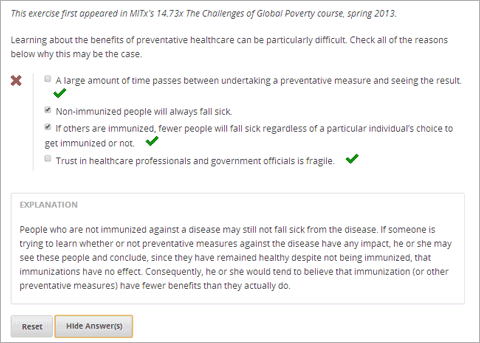 This exercise first appeared in MITx's 14.73x The Challenges of Global Poverty course, spring 2013.
Learning about the benefits of preventative healthcare can be particularly difficult. Check all of the reasons
below why this may be the case.
A large amount of time passes between undertaking a preventative measure and seeing the result.
Non-immunized people will always fall sick.
If others are immunized, fewer people will fall sick regardless of a particular individual's choice to
get immunized or not.
Trust in healthcare professionals and government officials is fragile.
EXPLANATION
People who are not immunized against a disease may still not fall sick from the disease. If someone is
trying to learn whether or not preventative measures against the disease have any impact, he or she may
see these people and conclude, since they have remained healthy despite not being immunized, that
immunizations have no effect. Consequently, he or she would tend to believe that immunization (or other
preventative measures) have fewer benefits than they actually do.
Reset Hide Answer(s)